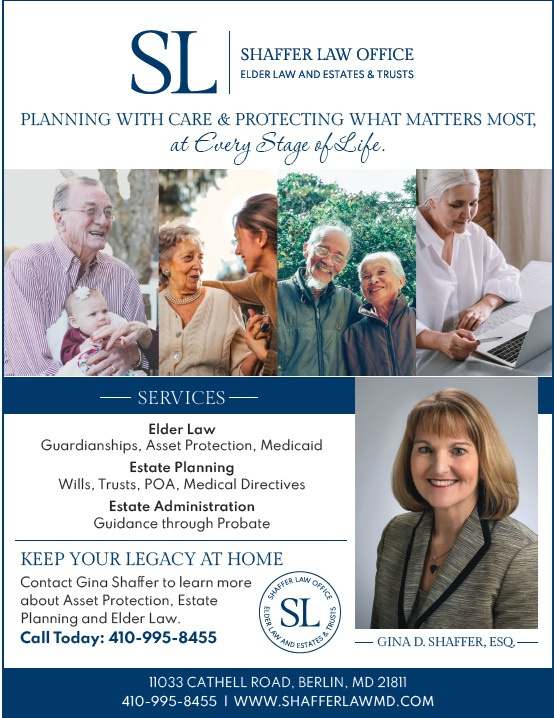 SL
SHAFFER LAW OFFICE
ELDER LAW AND ESTATES & TRUSTS
PLANNING WITH CARE & PROTECTING WHAT MATTERS MOST,
at Every Stage of Life.
SERVICES
Elder Law
Guardianships, Asset Protection, Medicaid
Estate Planning
Wills, Trusts, POA, Medical Directives
Estate Administration
Guidance through Probate
KEEP YOUR LEGACY AT HOME
Contact Gina Shaffer to learn more
about Asset Protection, Estate
Planning and Elder Law.
Call Today: 410-995-8455
SHAFFER LAW OFFICE
SL
ELDER LAW AND ESTATES & TRUSTS
GINA D. SHAFFER, ESQ.
11033 CATHELL ROAD, BERLIN, MD 21811
410-995-8455 | WWW.SHAFFERLAWMD.COM